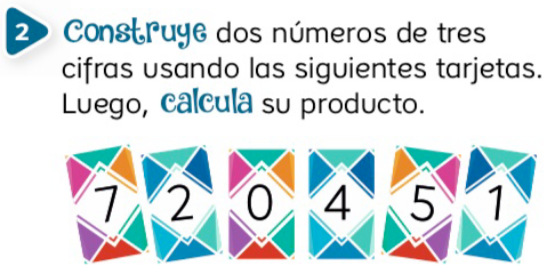 2 Construye dos números de tres
cifras usando las siguientes tarjetas.
Luego, calcula su producto.
7 2 0 4 5 1